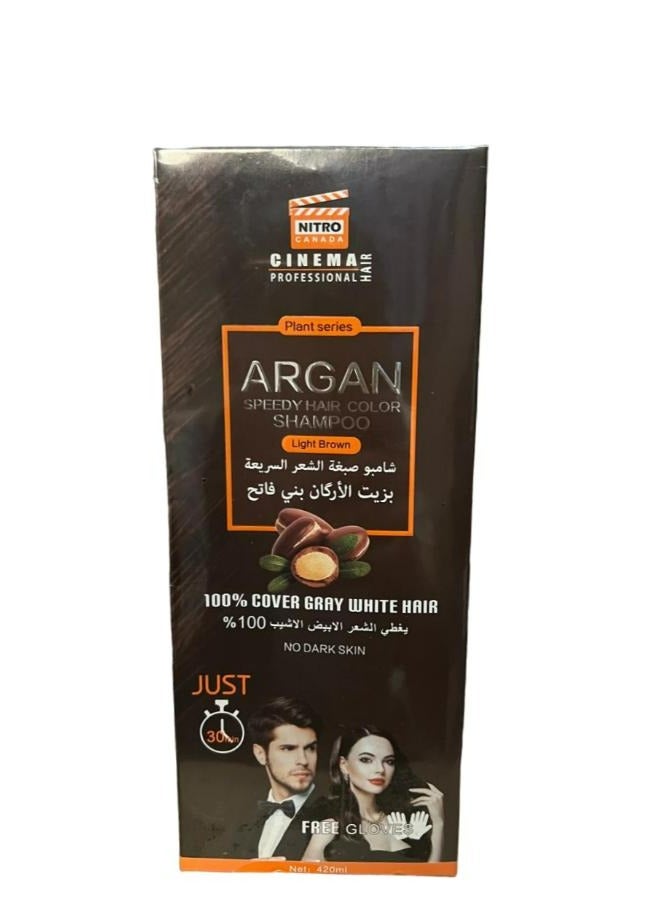 NITRO
CANADA
CINEMA
PROFESSIONAL HAIR
Plant series
ARGAN
SPEEDY HAIR COLOR
SHAMPOO
Light Brown
شامبو صبغة الشعر السريعة
بزيت الأركان بني فاتح
100% COVER GRAY WHITE HAIR
يغطي الشعر الابيض الاشيب 100%
NO DARK SKIN
JUST
30min
FREE GLOVES
Net: 420ml